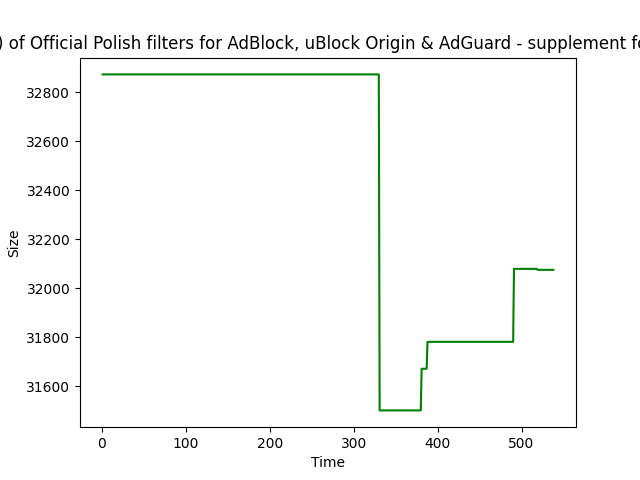 ) of Official Polish filters for AdBlock, uBlock Origin & AdGuard - supplement fo
32800
32600
32400
32200
32000
31800
31600
Size
0 100 200 300 400 500
Time